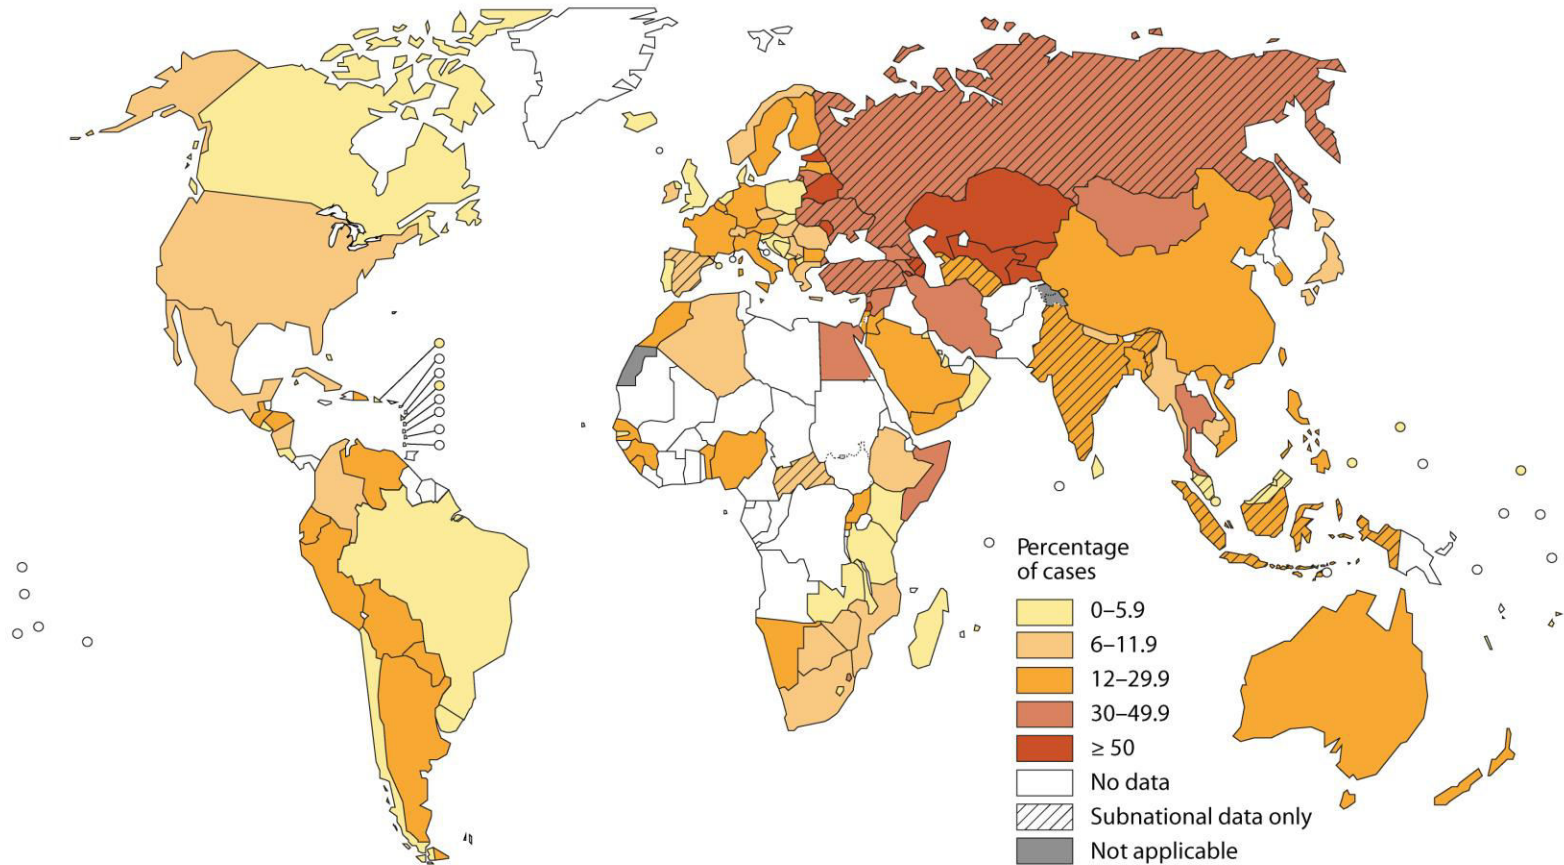 Percentage
of cases
0–5.9
6–11.9
12–29.9
30–49.9
≥ 50
No data
Subnational data only
Not applicable